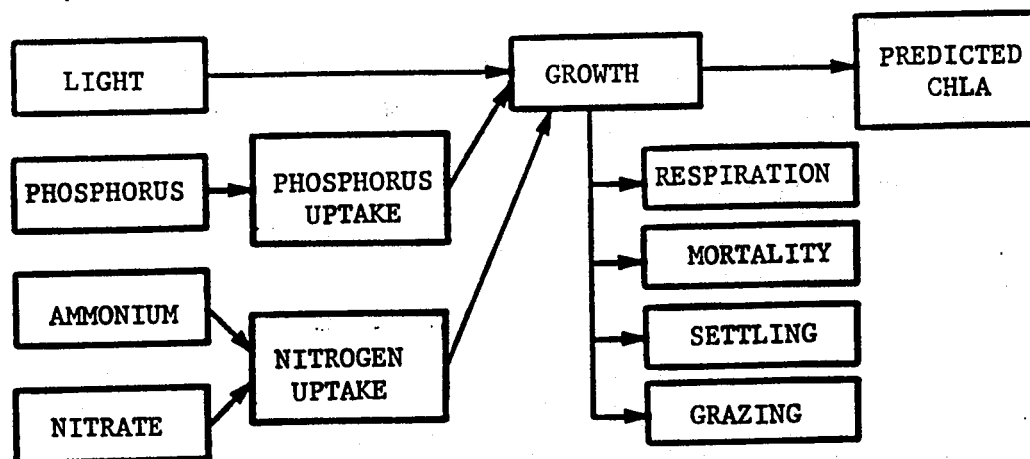 LIGHT
GROWTH
PREDICTED
CHLA
PHOSPHORUS
PHOSPHORUS
UPTAKE
RESPIRATION
MORTALITY
AMMONIUM
NITROGEN
UPTAKE
SETTLING
NITRATE
GRAZING